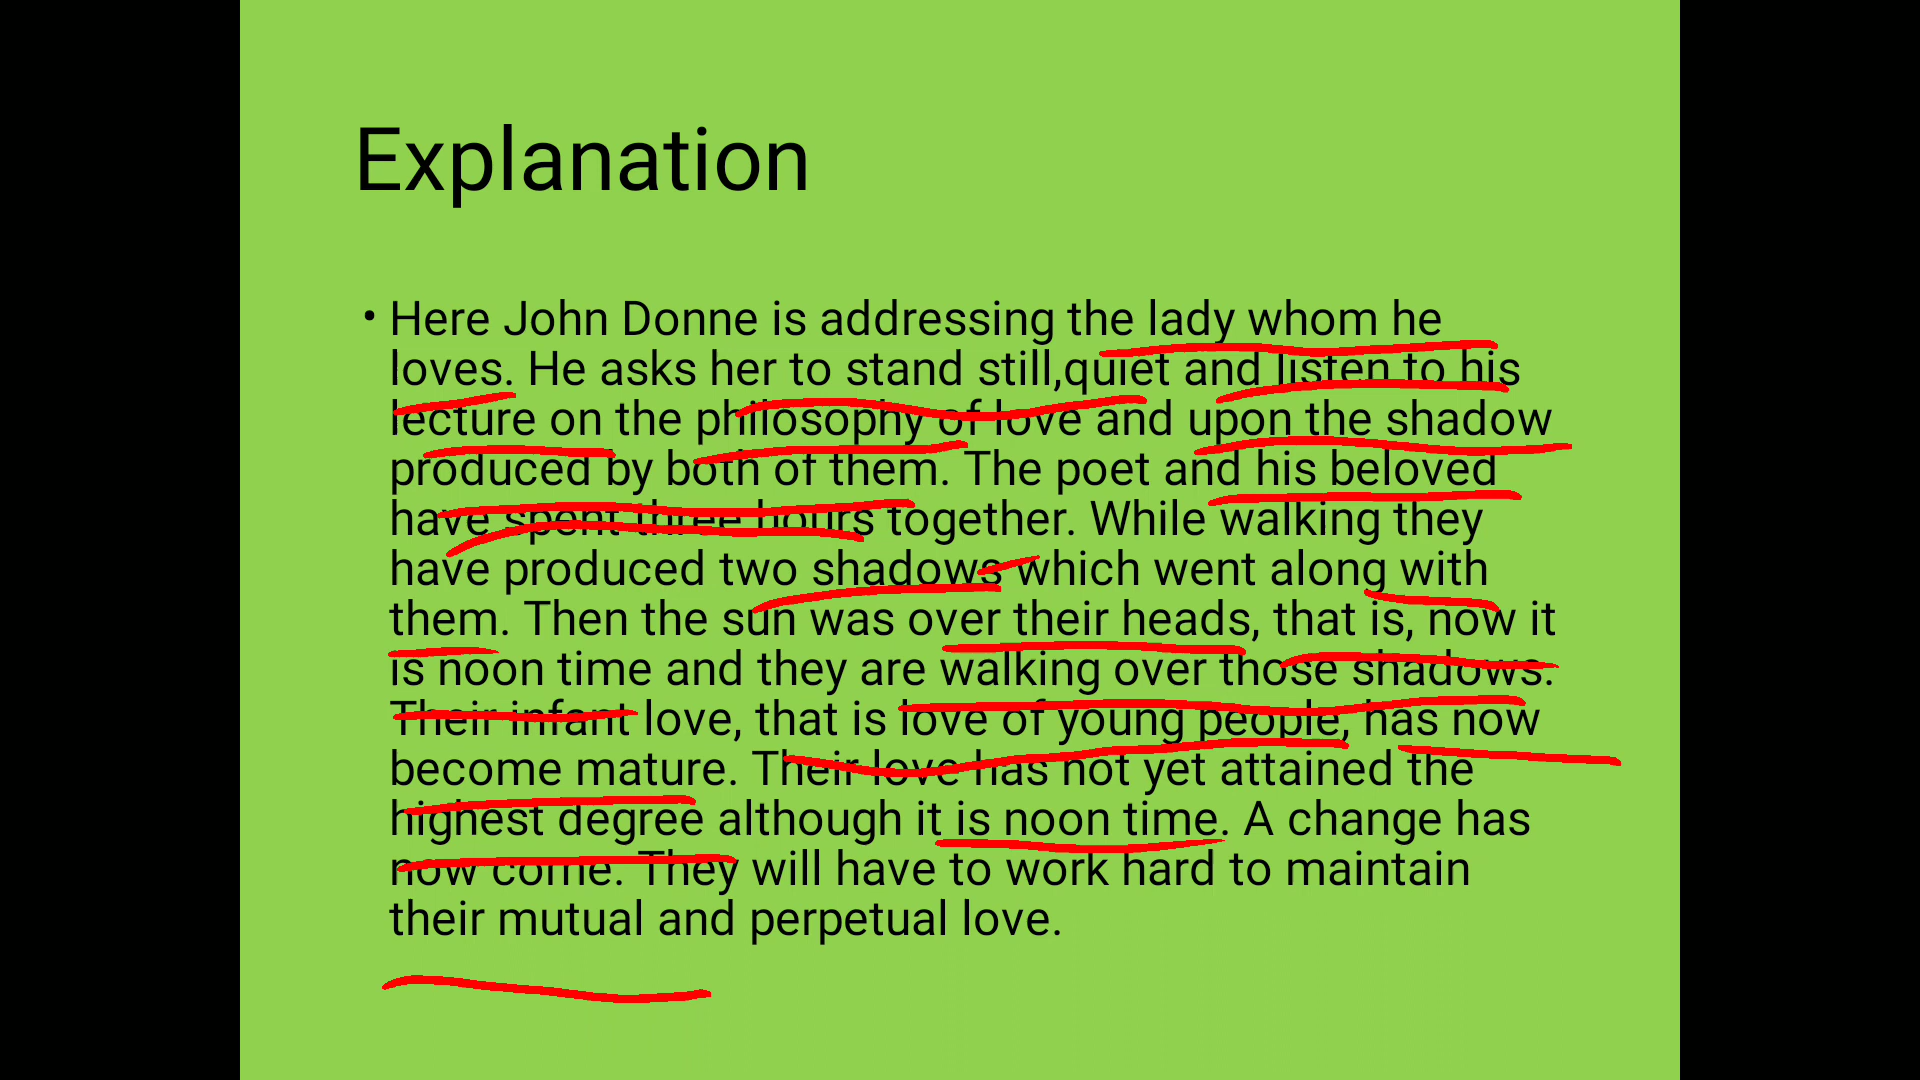 Explanation
• Here John Donne is addressing the lady whom he
loves. He asks her to stand still,quiet and listen to his
lecture on the philosophy of love and upon the shadow
produced by both of them. The poet and his beloved
have spent three hours together. While walking they
have produced two shadows which went along with
them. Then the sun was over their heads, that is, now it
is noon time and they are walking over those shadows.
Their infant love, that is love of young people, has now
become mature. Their love has not yet attained the
highest degree although it is noon time. A change has
now come. They will have to work hard to maintain
their mutual and perpetual love.